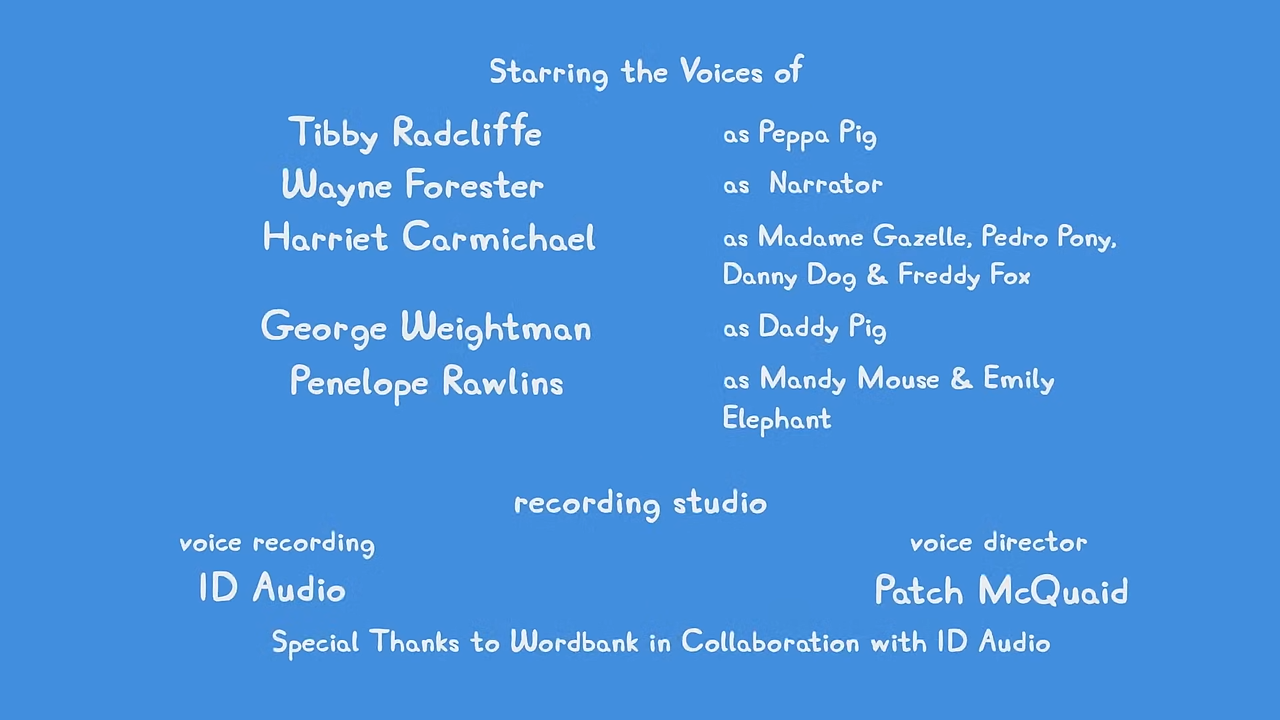 Starring the Voices of
Tibby Radcliffe as Peppa Pig
Wayne Forester as Narrator
Harriet Carmichael as Madame Gazelle, Pedro Pony,
Danny Dog & Freddy Fox
George Weightman as Daddy Pig
Penelope Rawlins as Mandy Mouse & Emily
Elephant
recording studio
voice recording voice director
ID Audio Patch McQuaid
Special Thanks to Wordbank in Collaboration with ID Audio